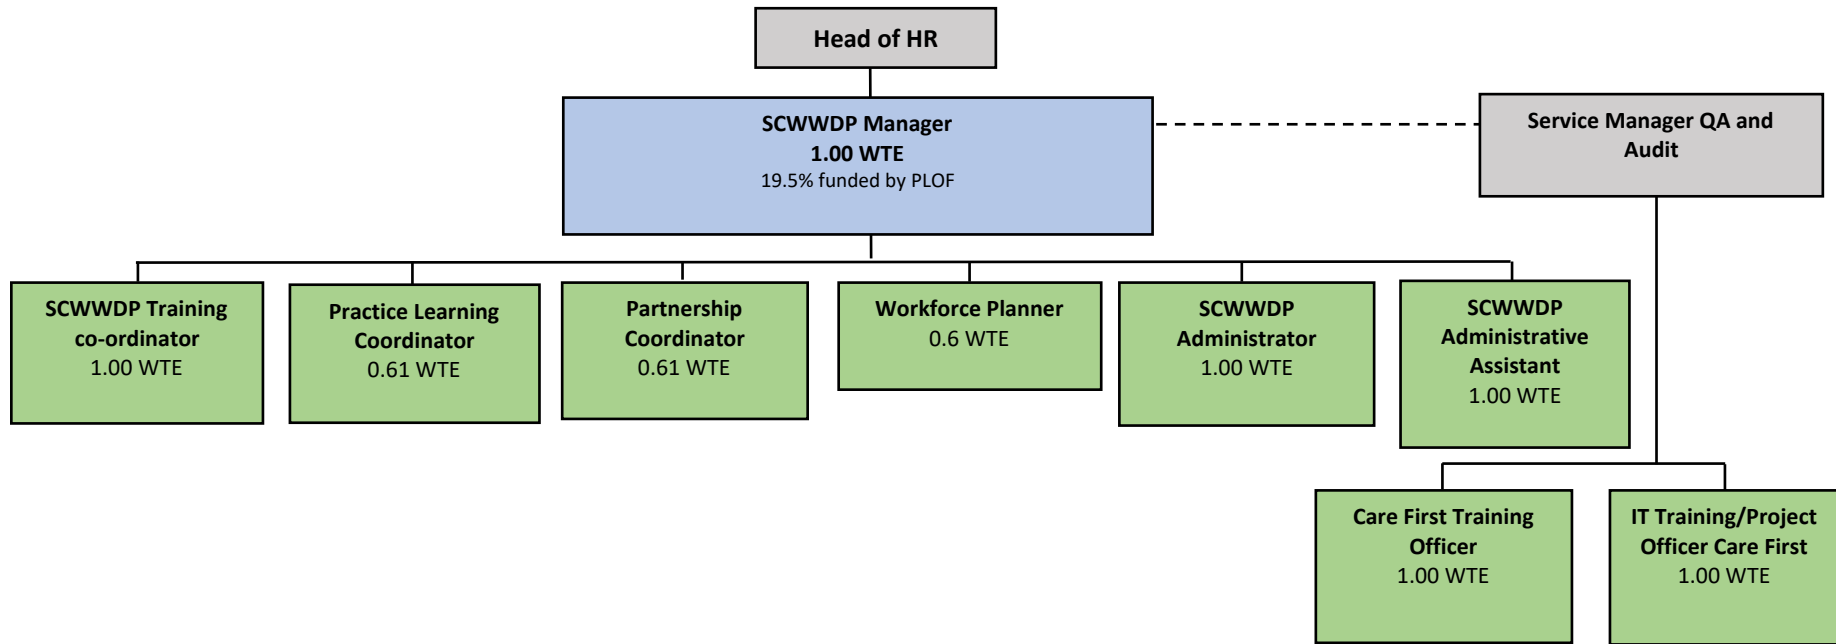 Head of HR
SCWWDP Manager
1.00 WTE
19.5% funded by PLOF
Service Manager QA and
Audit
SCWWDP Training
co-ordinator
1.00 WTE
Practice Learning
Coordinator
0.61 WTE
Partnership
Coordinator
0.61 WTE
Workforce Planner
0.6 WTE
SCWWDP
Administrator
1.00 WTE
SCWWDP
Administrative
Assistant
1.00 WTE
Care First Training
Officer
1.00 WTE
IT Training/Project
Officer Care First
1.00 WTE